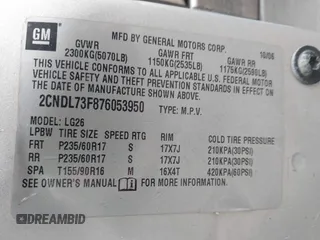 GM
MFD BY GENERAL MOTORS CORP. 10/06
GVWR GAWR FRT GAWR RR
2300KG(5070LB) 1150KG(2535LB) 1175KG(2586LB)
THIS VEHICLE CONFORMS TO ALL APPLICABLE U.S. FEDERAL
MOTOR VEHICLE SAFETY, BUMPER, AND THEFT PREVENTION
STANDARDS IN EFFECT ON THE DATE OF MANUFACTURE
SHOWN ABOVE.
2CNDL73F876053950 TYPE: M.P.V.
MODEL: LG26
LPBW TIRE SIZE SPEED RTG RIM COLD TIRE PRESSURE
FRT P235/60R17 S 17X7J 210KPA(30PSI)
RR P235/60R17 S 17X7J 210KPA(30PSI)
SPA T155/90R16 M 16X4T 420KPA(60PSI)
SEE OWNER'S MANUAL FOR MORE INFORMATION.
DREAMBID